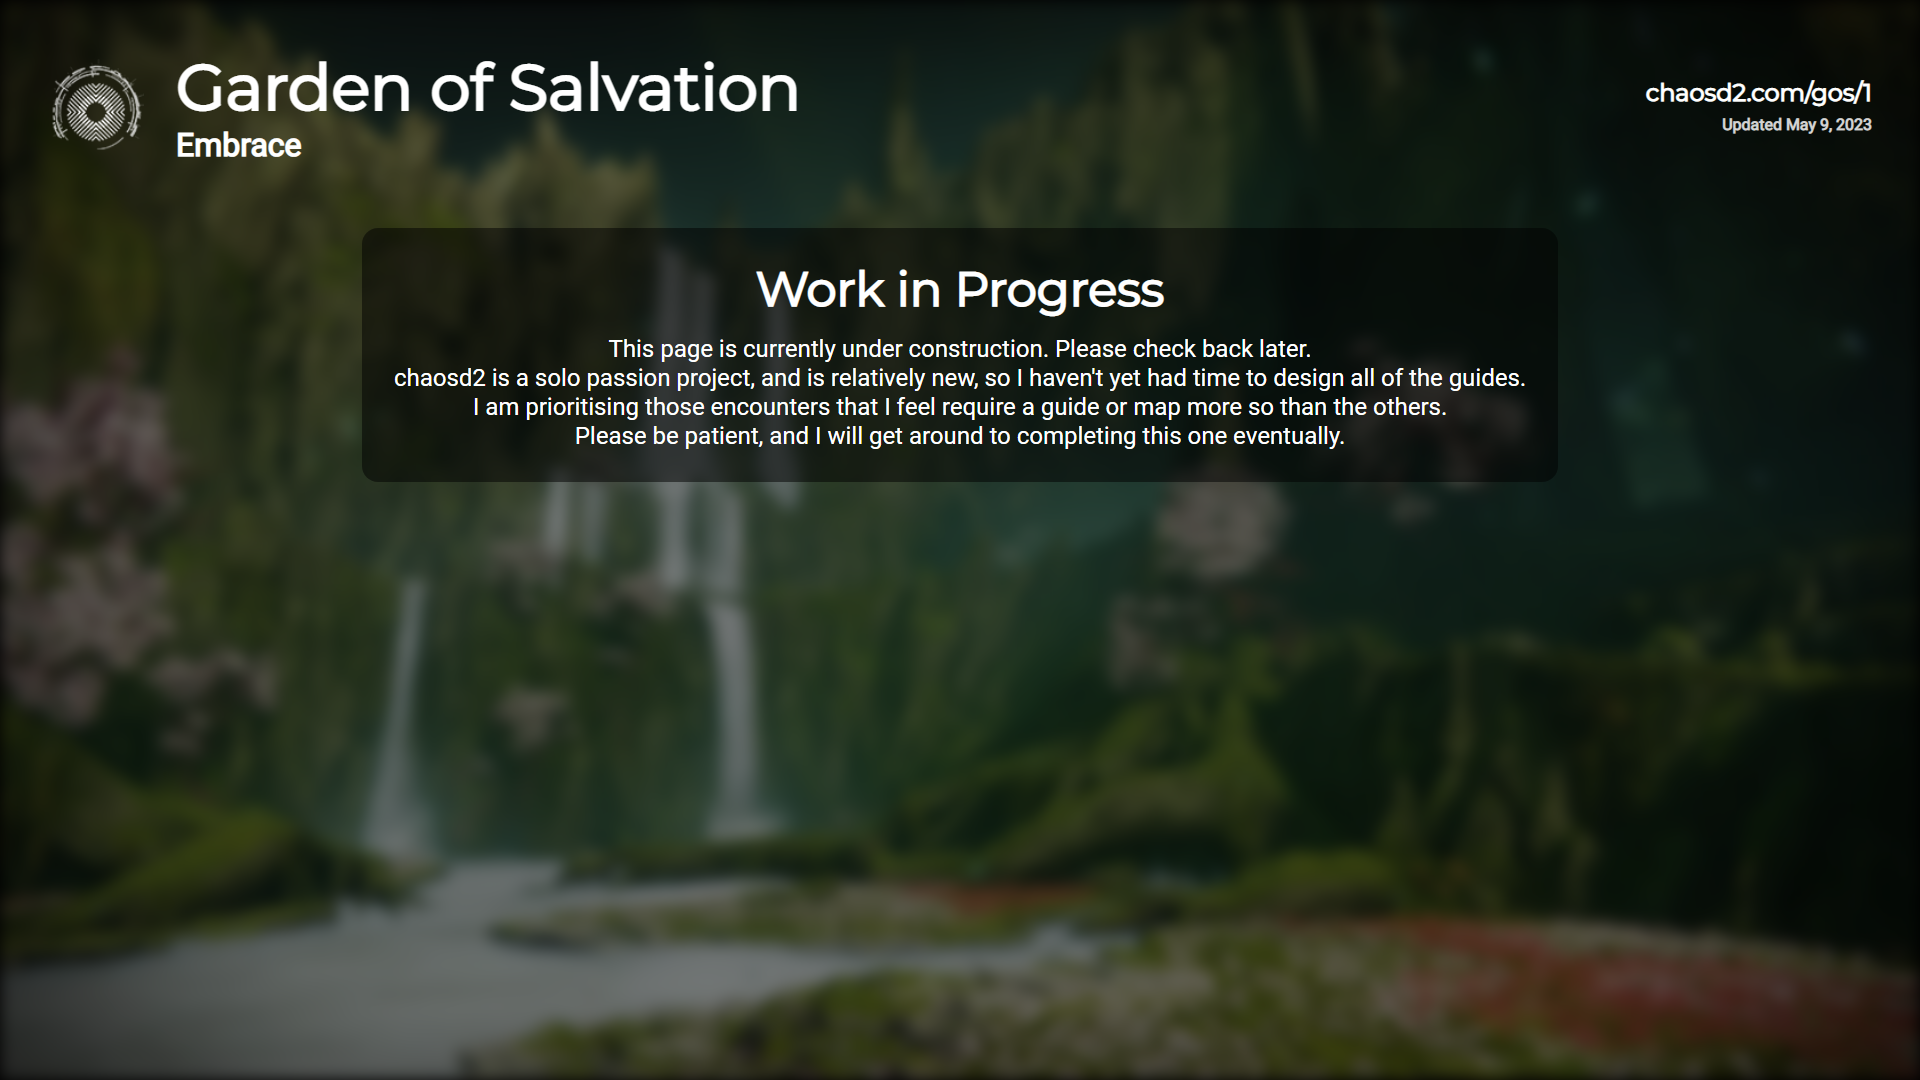 Garden of Salvation
Embrace
chaosd2.com/gos/1
Updated May 9, 2023
Work in Progress
This page is currently under construction. Please check back later.
chaosd2 is a solo passion project, and is relatively new, so I haven't yet had time to design all of the guides.
I am prioritising those encounters that I feel require a guide or map more so than the others.
Please be patient, and I will get around to completing this one eventually.